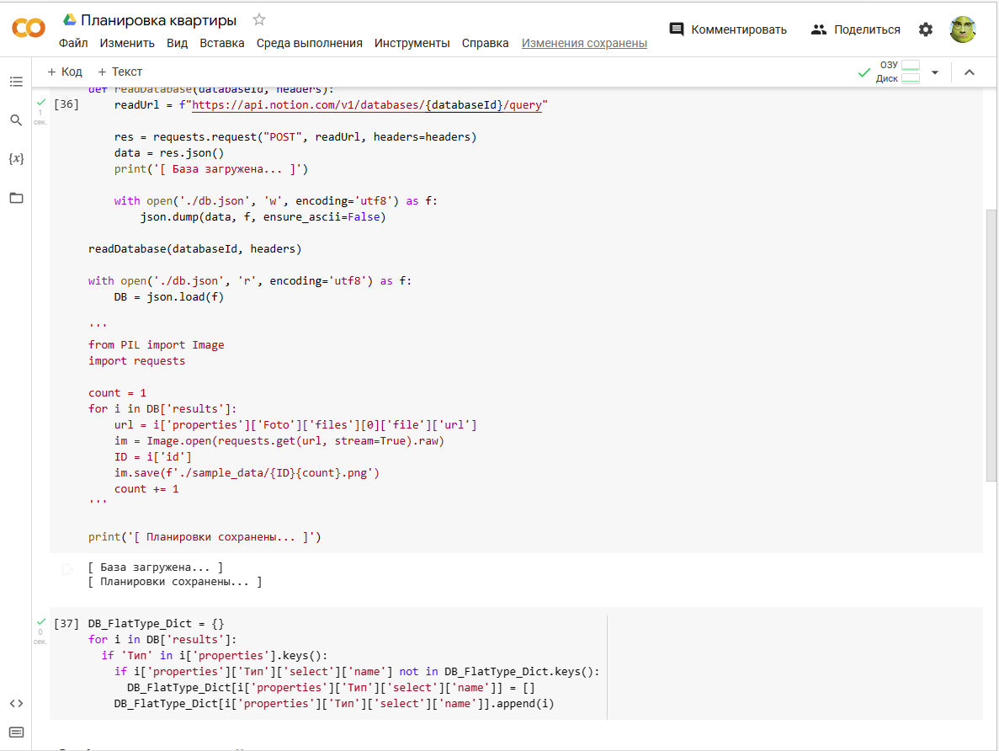 Планировка квартиры
Файл Изменить Вид Вставка Среда выполнения Инструменты Справка Изменения сохранены
Комментировать
Поделиться
+ Код + Текст
ОЗУ
Диск
def readDatabase(databaseId, headers):
1
сек.
[36]
readUrl = f"https://api.notion.com/v1/databases/{databaseId}/query"
res = requests.request("POST", readUrl, headers=headers)
data = res.json()
print('[ База загружена... ]')
with open('./db.json', 'w', encoding='utf8') as f:
json.dump(data, f, ensure_ascii=False)
readDatabase(databaseId, headers)
with open('./db.json', 'r', encoding='utf8') as f:
DB = json.load(f)
'''
from PIL import Image
import requests
count = 1
for i in DB['results']:
url = i['properties']['Foto']['files'][0]['file']['url']
im = Image.open(requests.get(url, stream=True).raw)
ID = i['id']
im.save(f'./sample_data/{ID}{count}.png')
count += 1
'''
print('[ Планировки сохранены... ]')
[ База загружена... ]
[ Планировки сохранены... ]
0
сек.
[37] DB_FlatType_Dict = {}
for i in DB['results']:
if 'Тип' in i['properties'].keys():
if i['properties']['Тип']['select']['name'] not in DB_FlatType_Dict.keys():
DB_FlatType_Dict[i['properties']['Тип']['select']['name']] = []
DB_FlatType_Dict[i['properties']['Тип']['select']['name']].append(i)